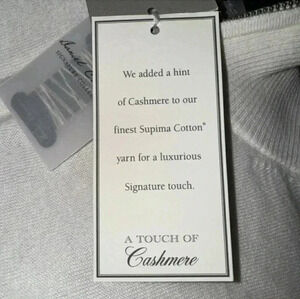 We added a hint
of Cashmere to our
finest Supima Cotton®
yarn for a luxurious
Signature touch.
A TOUCH OF
Cashmere